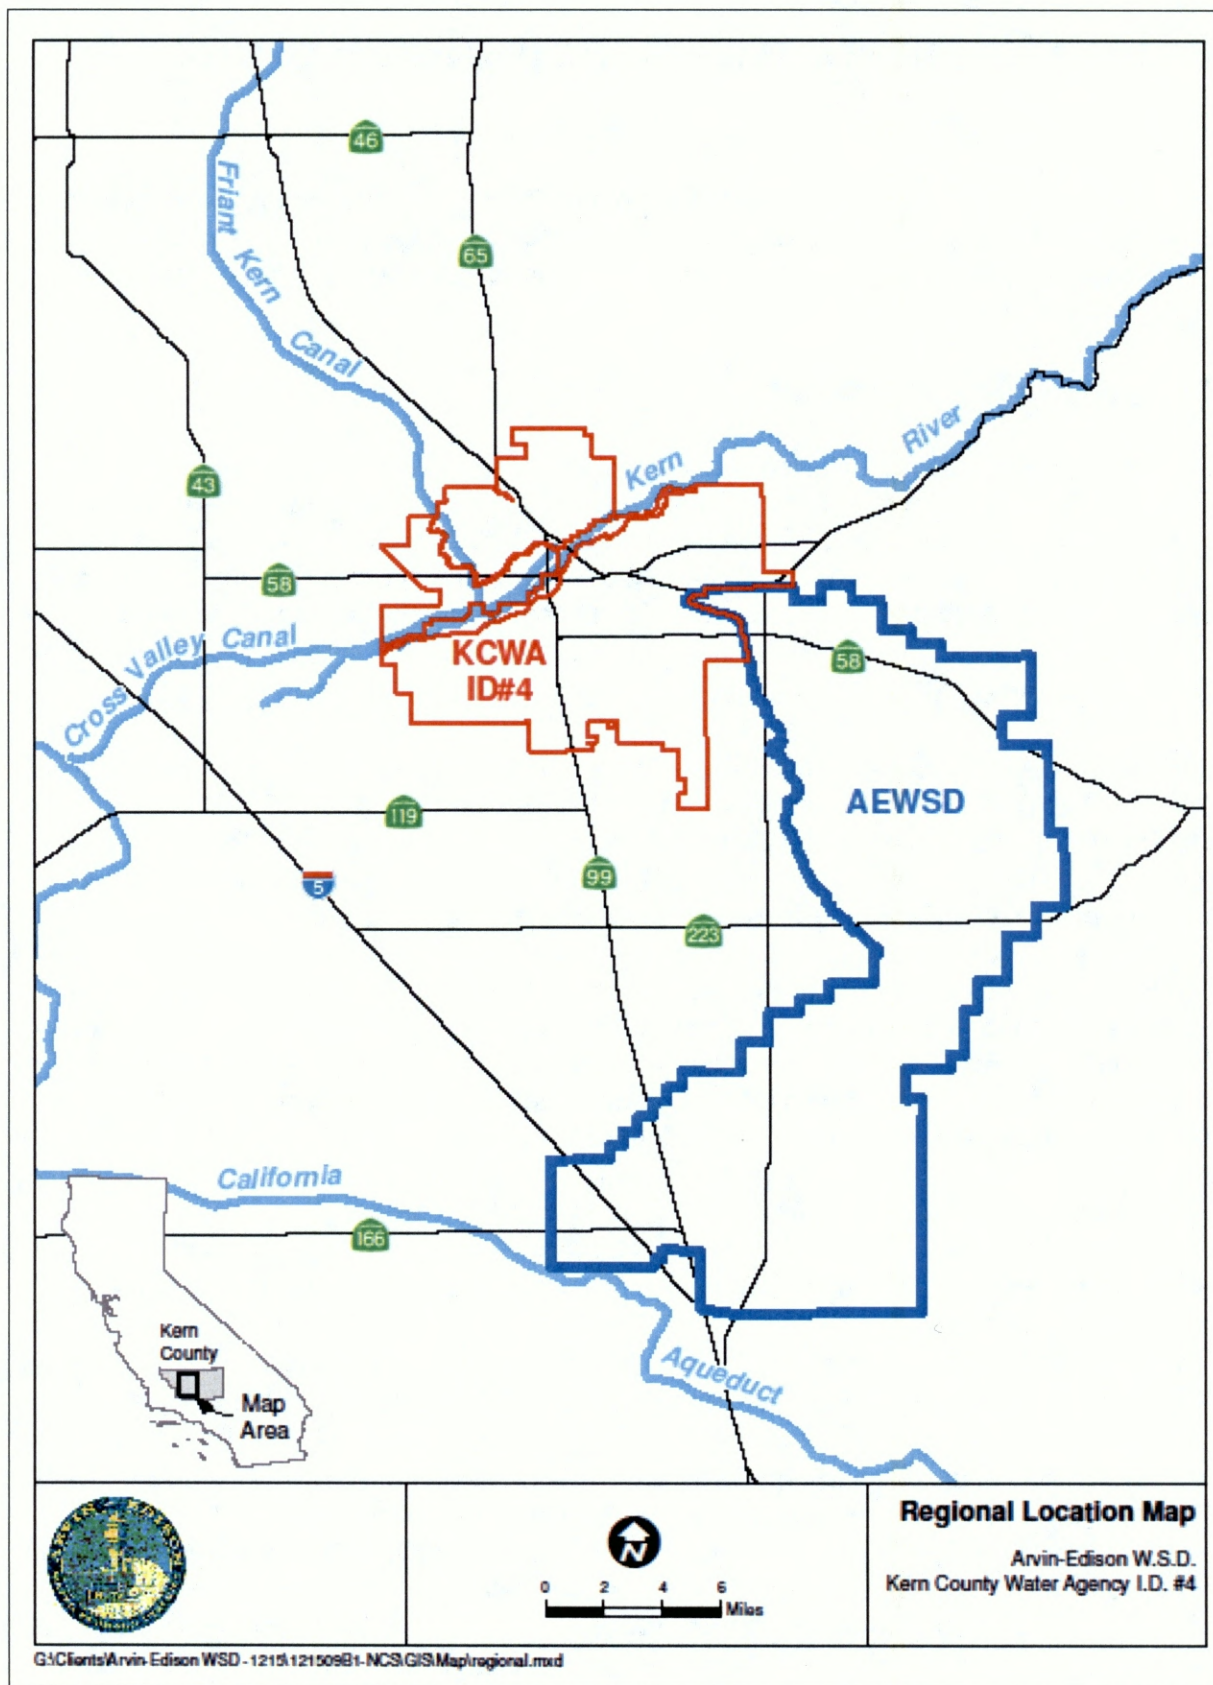 46
Friant Kern Canal
65
Kern River
43
58
Cross Valley Canal
KCWA
ID#4
58
AEWSD
119
5
99
223
California Aqueduct
166
Kern
County
Map
Area
ARVIN EDISON
N
0 2 4 6
Miles
Regional Location Map
Arvin-Edison W.S.D.
Kern County Water Agency I.D. #4
G:\Clients\Arvin-Edison WSD - 1215\121509B1-NCS\GIS\Map\regional.mxd